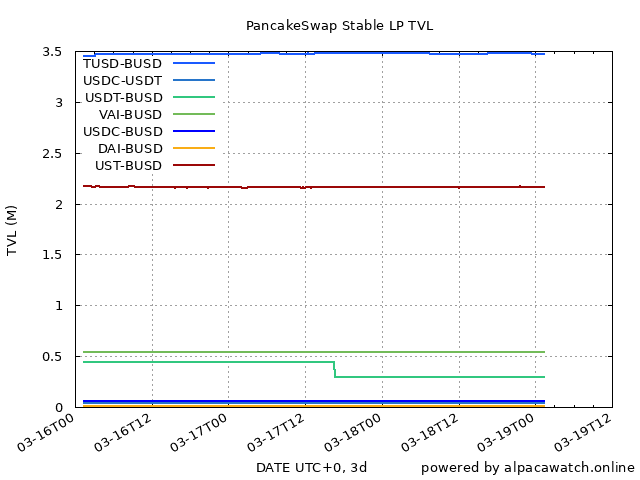 PancakeSwap Stable LP TVL
3.5
3
2.5
2
1.5
1
0.5
0
TVL (M)
TUSD-BUSD
USDC-USDT
USDT-BUSD
VAI-BUSD
USDC-BUSD
DAI-BUSD
UST-BUSD
03-16T00
03-16T12
03-17T00
03-17T12
03-18T00
03-18T12
03-19T00
03-19T12
DATE UTC+0, 3d
powered by alpacawatch.online